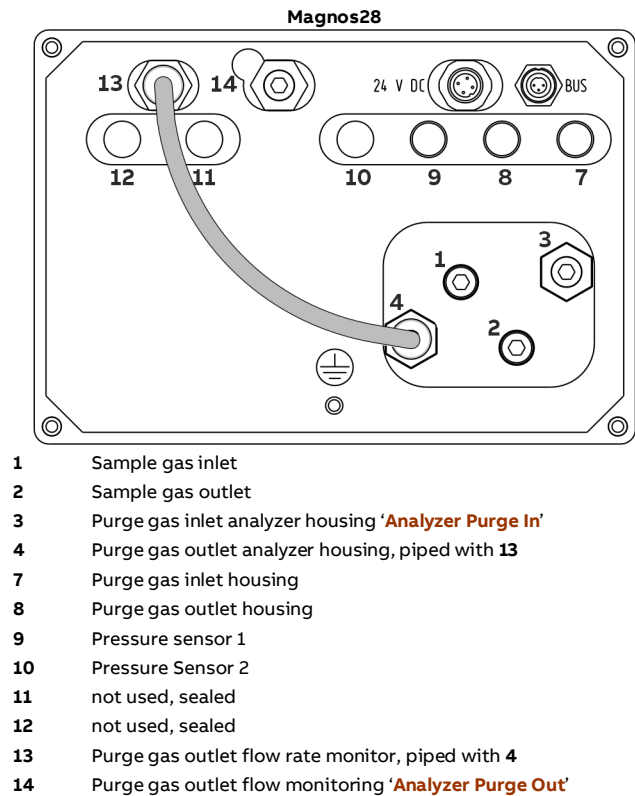 Magnos28
13
14
24 V DC
BUS
12
11
10
9
8
7
3
1
4
2
1 Sample gas inlet
2 Sample gas outlet
3 Purge gas inlet analyzer housing ‘Analyzer Purge In’
4 Purge gas outlet analyzer housing, piped with 13
7 Purge gas inlet housing
8 Purge gas outlet housing
9 Pressure sensor 1
10 Pressure Sensor 2
11 not used, sealed
12 not used, sealed
13 Purge gas outlet flow rate monitor, piped with 4
14 Purge gas outlet flow monitoring ‘Analyzer Purge Out’